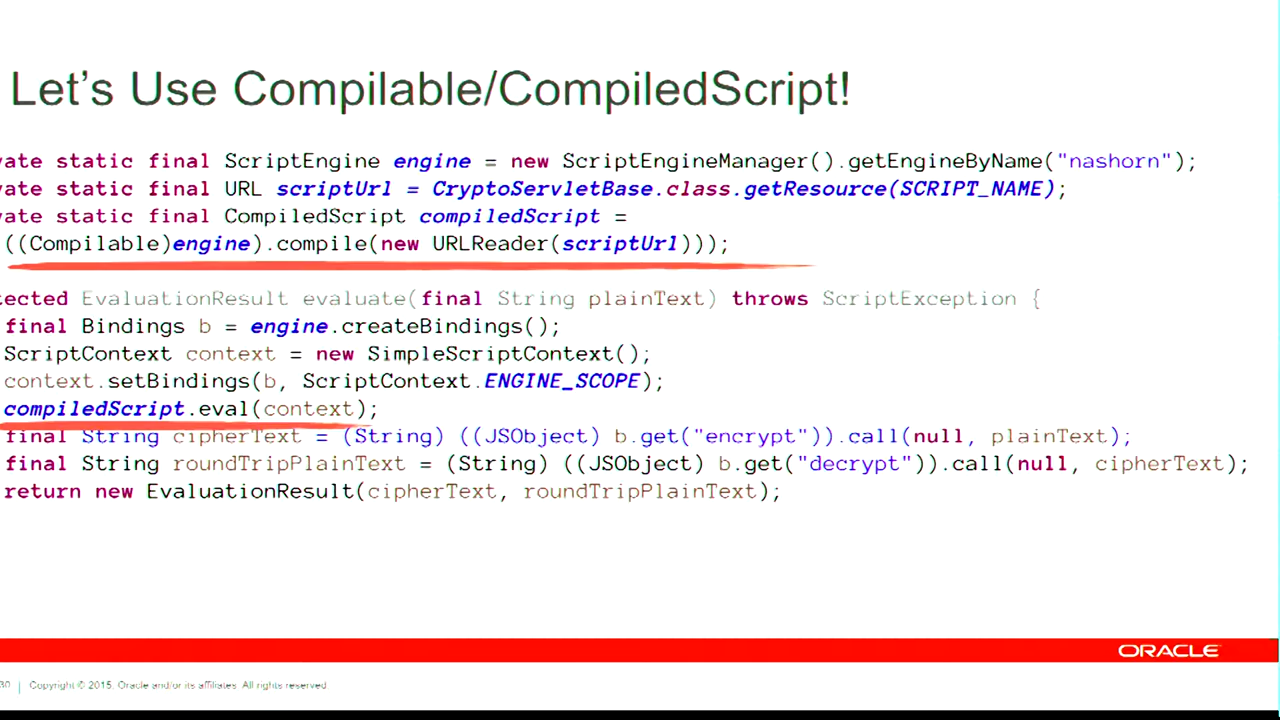 Let's Use Compilable/CompiledScript!
vate static final ScriptEngine engine = new ScriptEngineManager().getEngineByName("nashorn");
vate static final URL scriptUrl = CryptoServletBase.class.getResource(SCRIPT_NAME);
vate static final CompiledScript compiledScript =
((Compilable)engine).compile(new URLReader(scriptUrl)));
tected EvaluationResult evaluate(final String plainText) throws ScriptException {
final Bindings b = engine.createBindings();
ScriptContext context = new SimpleScriptContext();
context.setBindings(b, ScriptContext.ENGINE_SCOPE);
compiledScript.eval(context);
final String cipherText = (String) ((JSObject) b.get("encrypt")).call(null, plainText);
final String roundTripPlainText = (String) ((JSObject) b.get("decrypt")).call(null, cipherText);
return new EvaluationResult(cipherText, roundTripPlainText);
ORACLE
30 | Copyright © 2015, Oracle and/or its affiliates. All rights reserved.